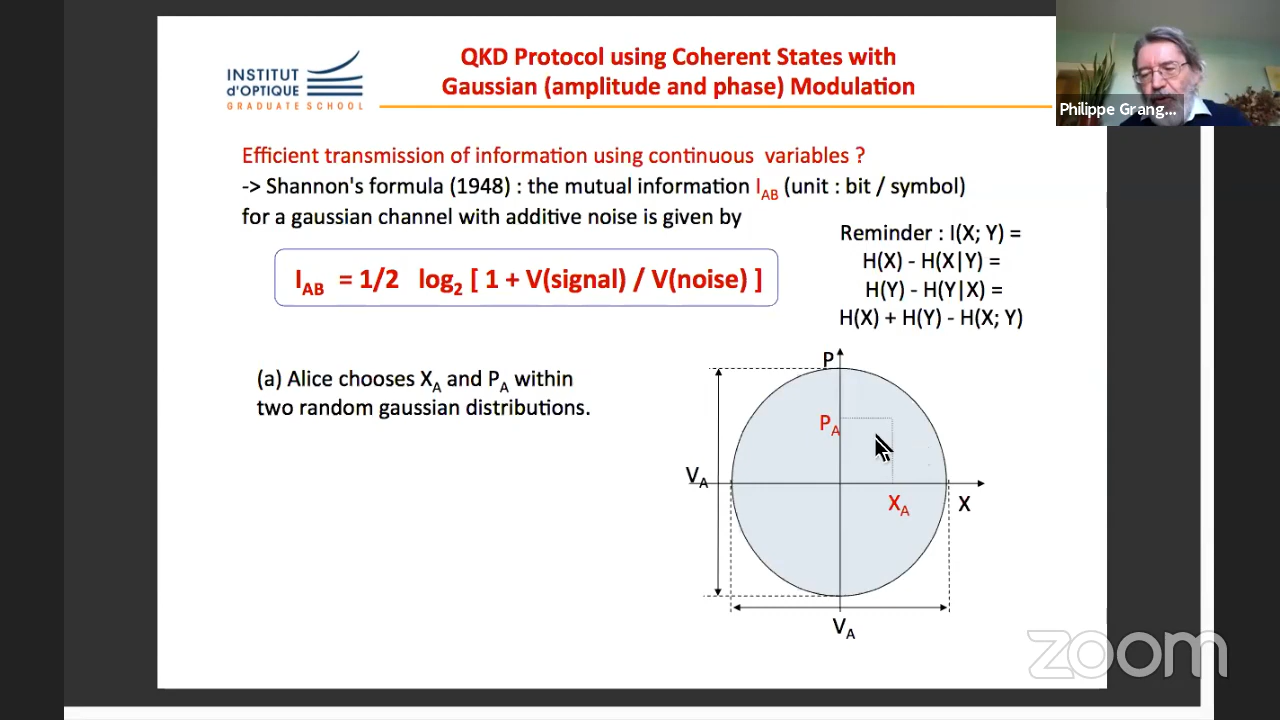 INSTITUT
d'OPTIQUE
GRADUATE SCHOOL
QKD Protocol using Coherent States with
Gaussian (amplitude and phase) Modulation
Philippe Grang...
Efficient transmission of information using continuous variables ?
-> Shannon's formula (1948) : the mutual information IAB (unit : bit / symbol)
for a gaussian channel with additive noise is given by
IAB = 1/2 log2 [ 1 + V(signal) / V(noise) ]
Reminder : I(X; Y) =
H(X) - H(X|Y) =
H(Y) - H(Y|X) =
H(X) + H(Y) - H(X; Y)
(a) Alice chooses XA and PA within
two random gaussian distributions.
P
PA
VA
XA
X
VA
zoom